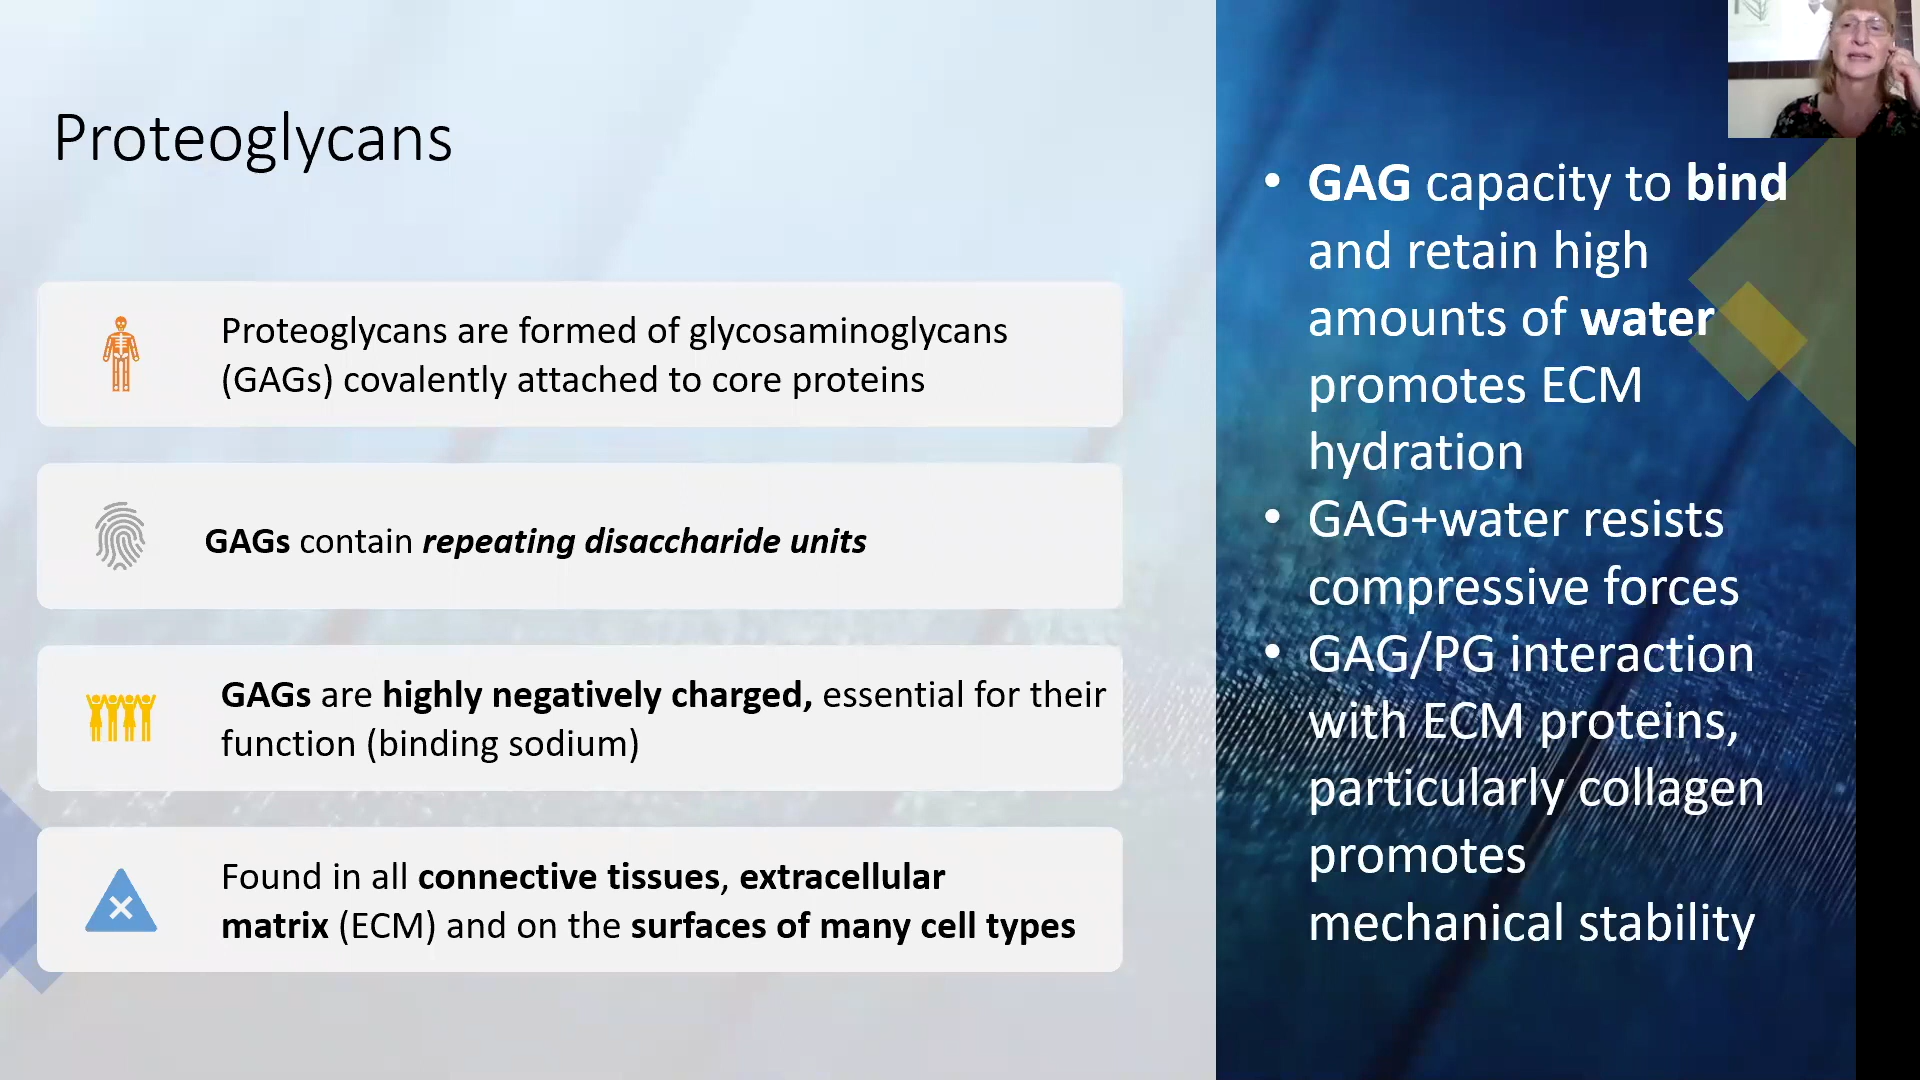 Proteoglycans
Proteoglycans are formed of glycosaminoglycans
(GAGs) covalently attached to core proteins
GAGs contain repeating disaccharide units
GAGs are highly negatively charged, essential for their
function (binding sodium)
Found in all connective tissues, extracellular
matrix (ECM) and on the surfaces of many cell types
• GAG capacity to bind
and retain high
amounts of water
promotes ECM
hydration
• GAG+water resists
compressive forces
• GAG/PG interaction
with ECM proteins,
particularly collagen
promotes
mechanical stability